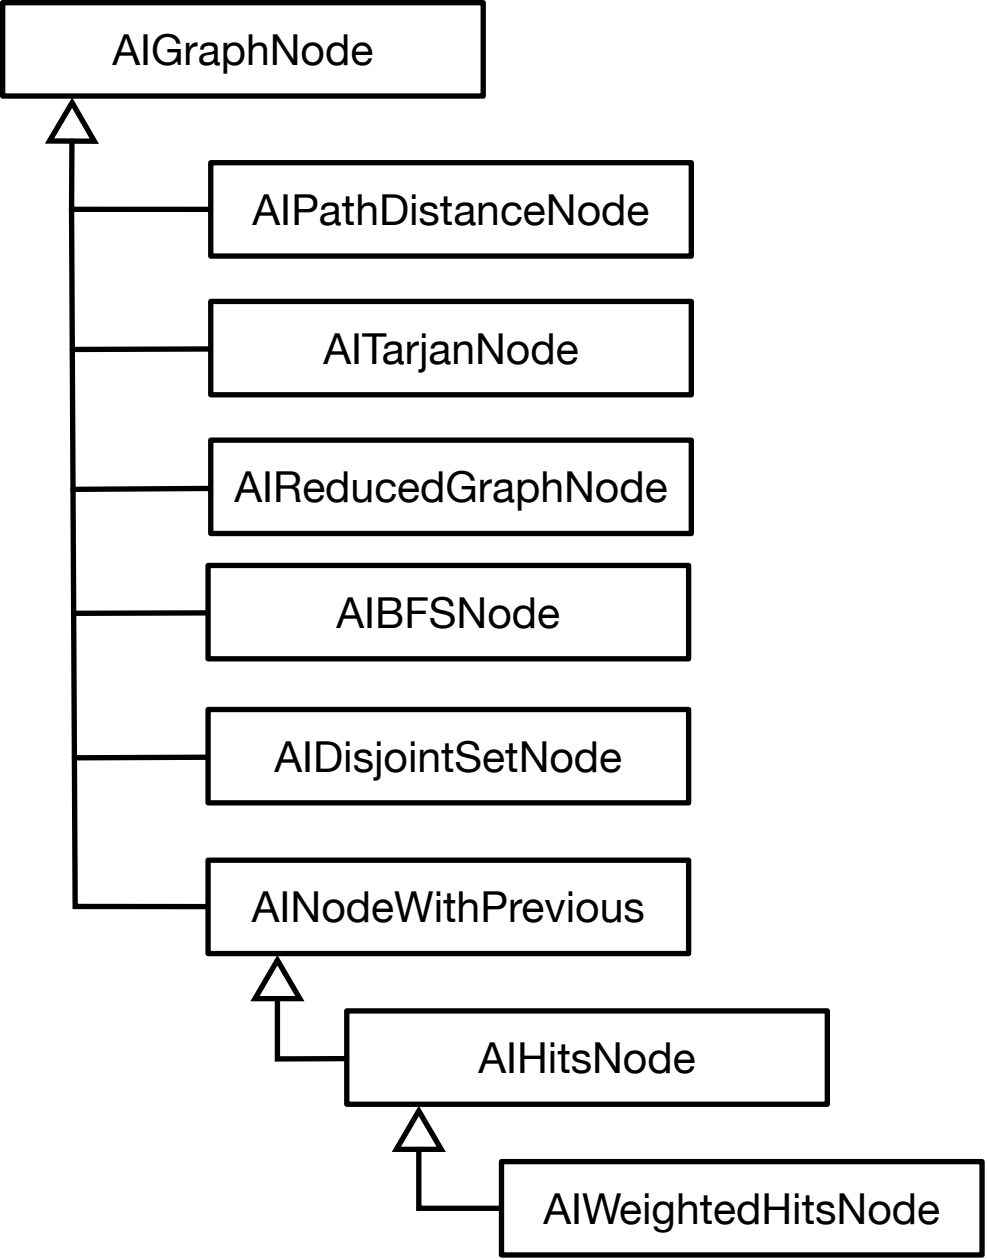 AIGraphNode
AIPathDistanceNode
AITarjanNode
AIReducedGraphNode
AIBFSNode
AIDisjointSetNode
AINodeWithPrevious
AIHitsNode
AIWeightedHitsNode